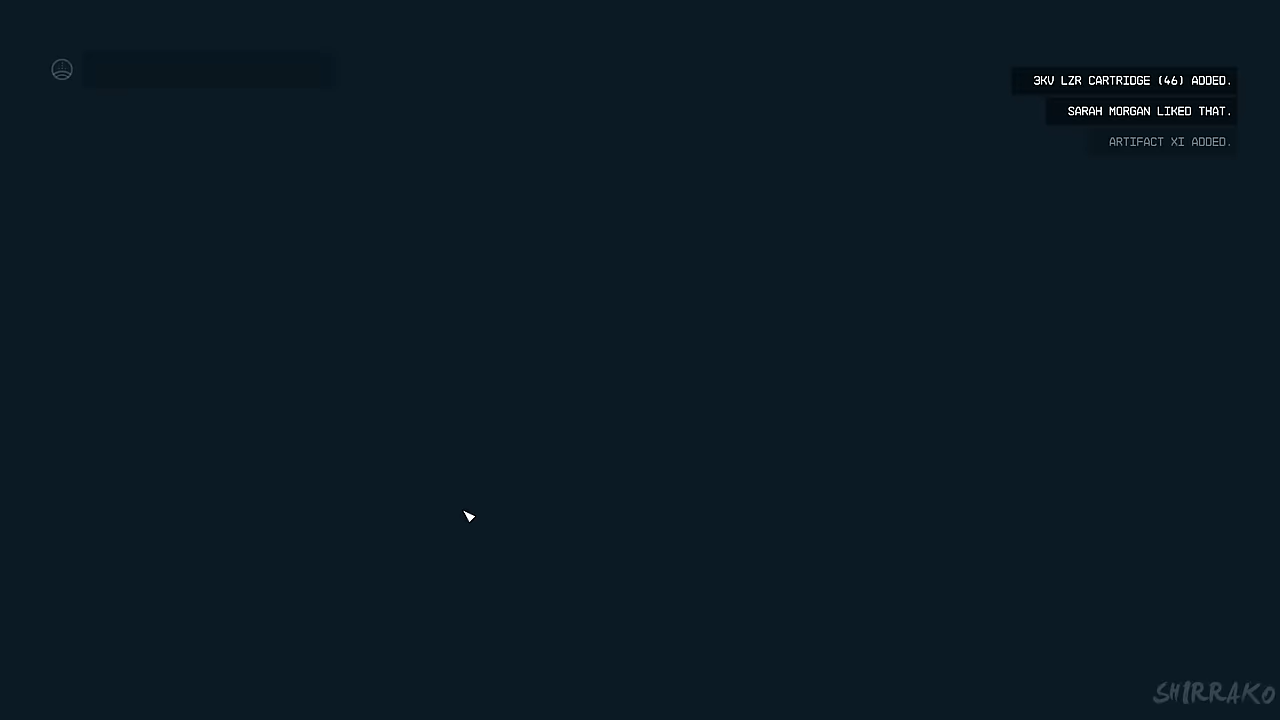 3KV LZR CARTRIDGE (46) ADDED.
SARAH MORGAN LIKED THAT.
ARTIFACT XI ADDED.
SHIRRAKO